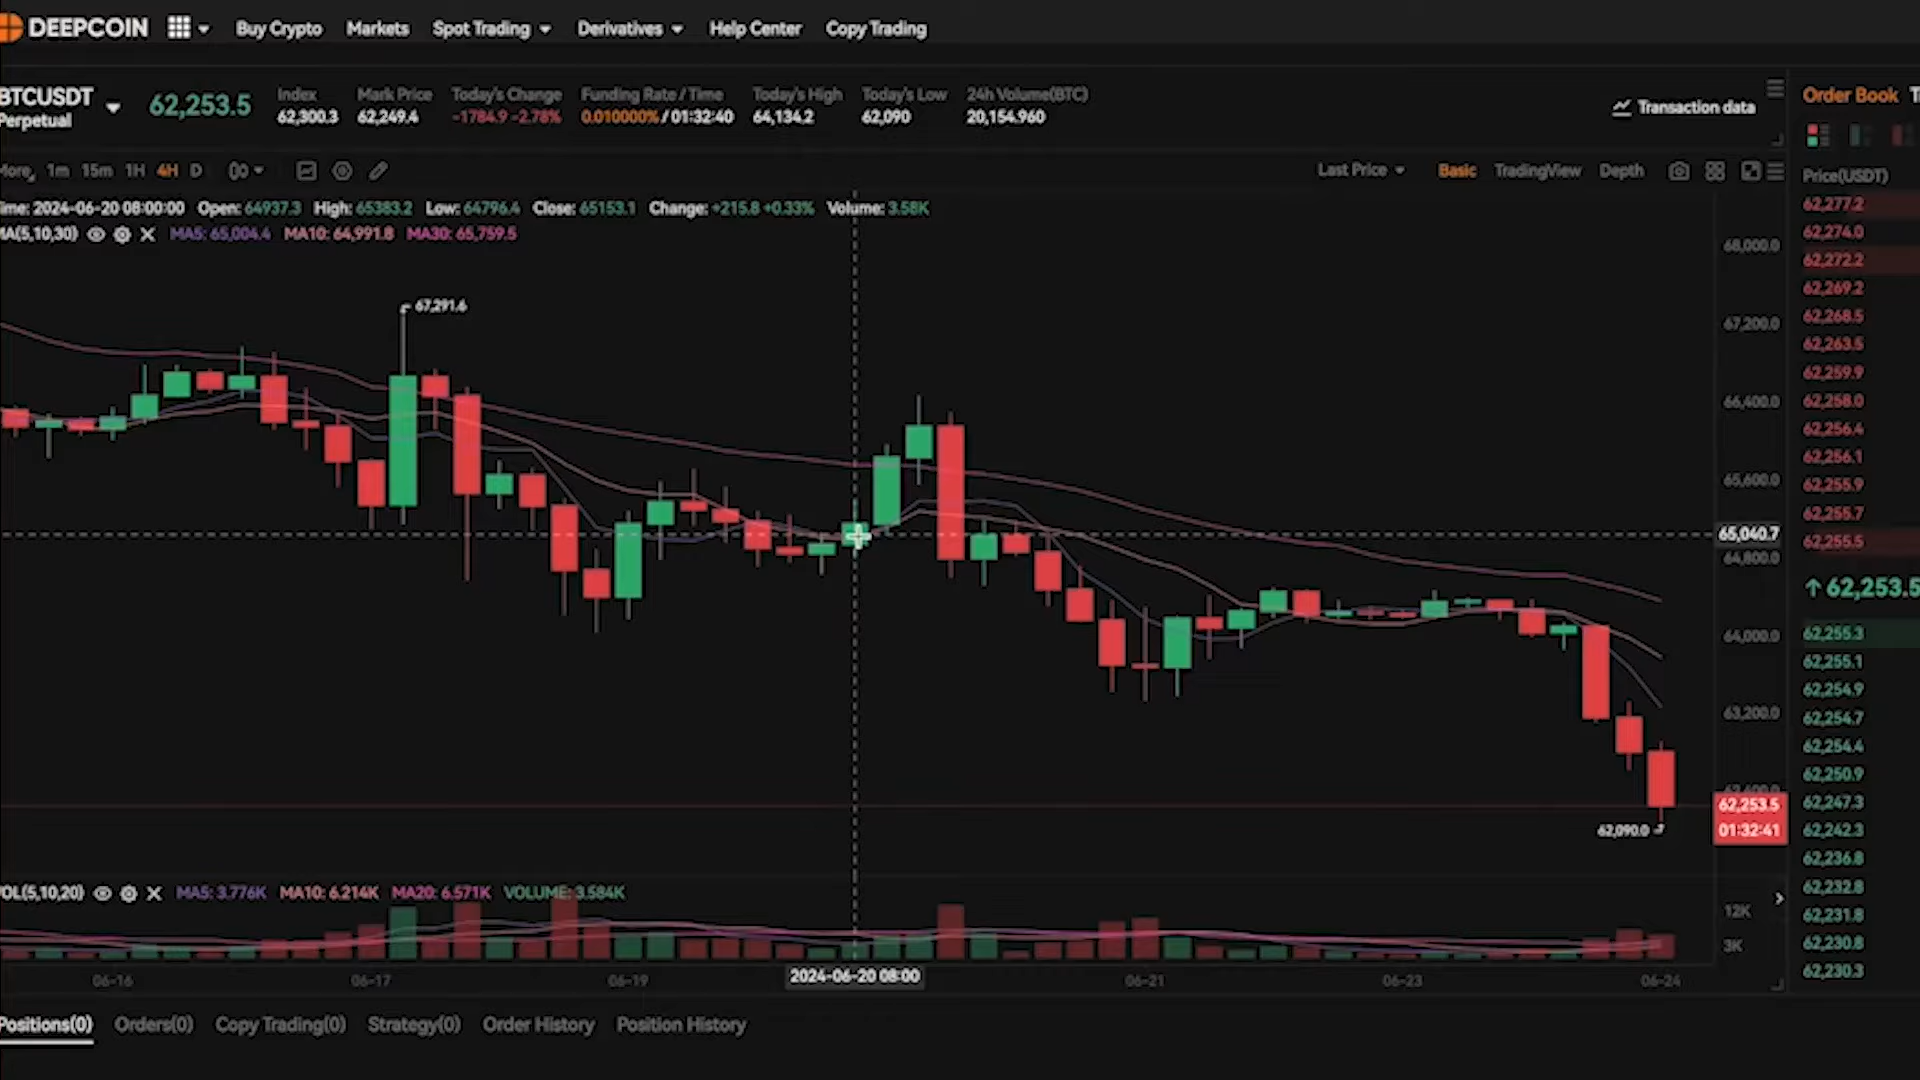 DEEPCOIN Buy Crypto Markets Spot Trading Derivatives Help Center Copy Trading
BTCUSDT 62,253.5 Index Mark Price Today's Change Funding Rate / Time Today's High Today's Low 24h Volume(BTC)
Perpetual 62,300.3 62,249.4 -1784.9 -2.78% 0.010000% / 01:32:40 64,134.2 62,090 20,154.960
Transaction data
1m 15m 1H 4H D Last Price Basic TradingView Depth
Time: 2024-06-20 08:00:00 Open: 64937.3 High: 65383.2 Low: 64796.4 Close: 65153.1 Change: +215.8 +0.33% Volume: 3.58K
MA(5,10,30) MA5: 65,004.4 MA10: 64,991.8 MA30: 65,759.5
67,291.6
68,000.0
67,200.0
66,400.0
65,600.0
65,040.7
64,800.0
64,000.0
63,200.0
62,253.5
01:32:41
62,090.0
VOL(5,10,20) MA5: 3.776K MA10: 6.214K MA20: 6.571K VOLUME: 3.584K
12K
3K
06-16 06-17 06-19 2024-06-20 08:00 06-21 06-23 06-24
Positions(0) Orders(0) Copy Trading(0) Strategy(0) Order History Position History
Order Book
Price(USDT)
62,277.2
62,274.0
62,272.2
62,269.2
62,268.5
62,263.5
62,259.9
62,258.0
62,256.4
62,256.1
62,255.9
62,255.7
62,255.5
↑62,253.5
62,255.3
62,255.1
62,254.9
62,254.7
62,254.4
62,250.9
62,247.3
62,242.3
62,236.8
62,232.8
62,231.8
62,230.8
62,230.3